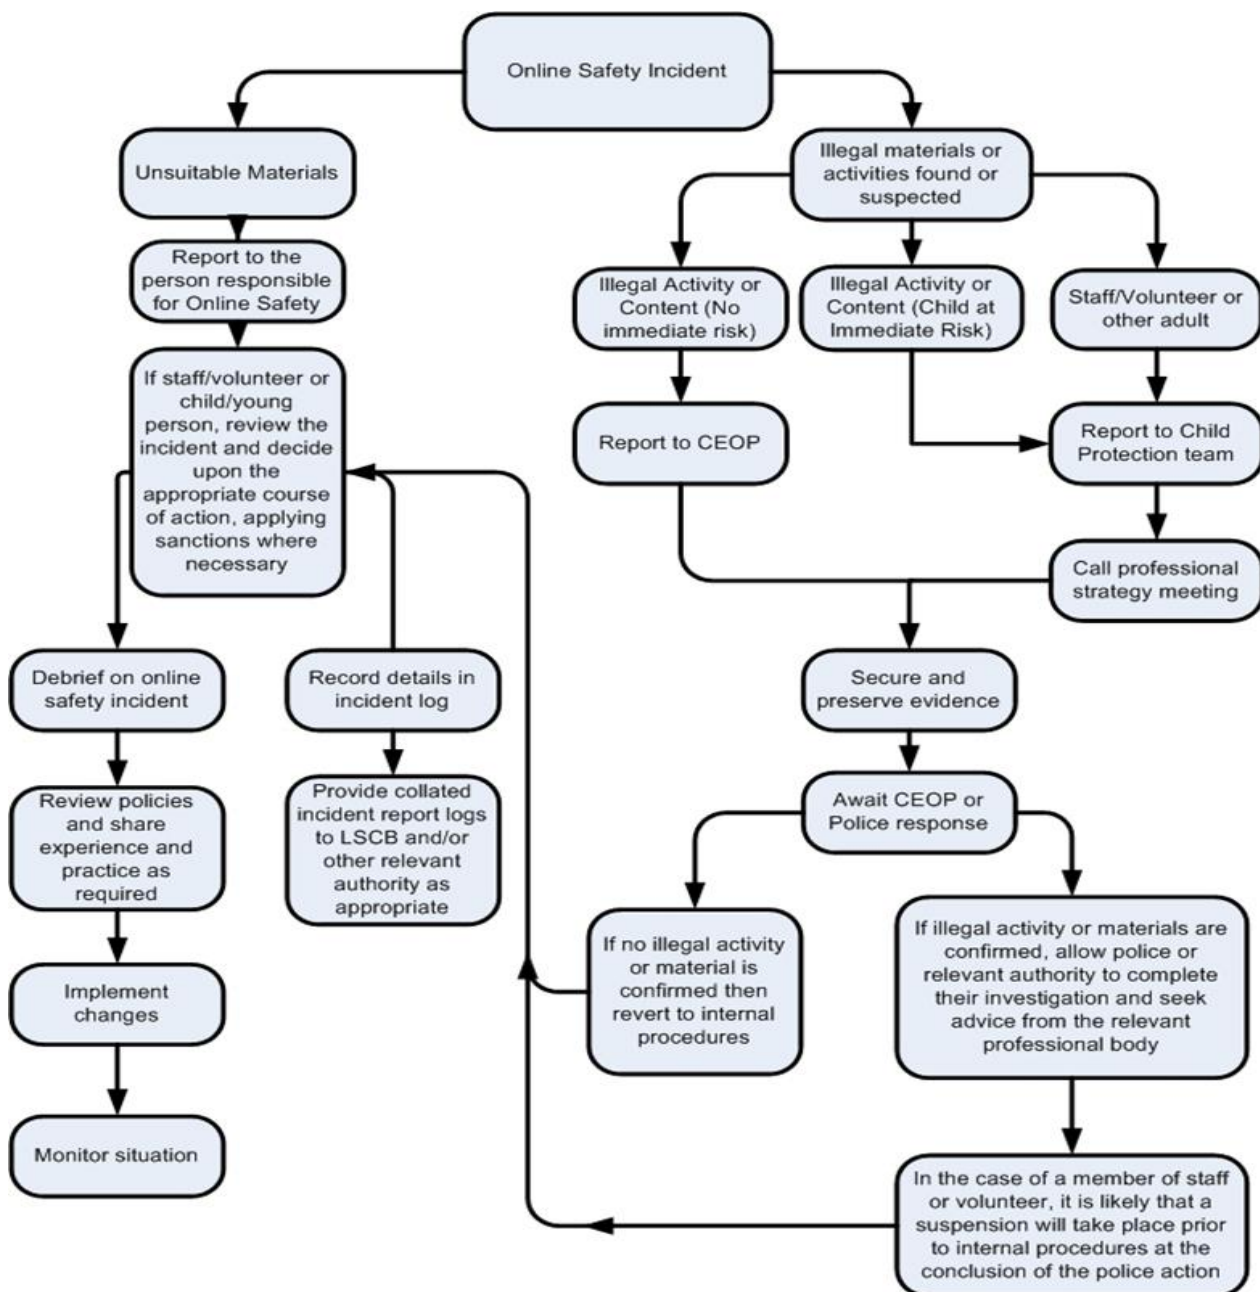 Online Safety Incident
Unsuitable Materials
Report to the
person responsible
for Online Safety
If staff/volunteer or
child/young
person, review the
incident and decide
upon the
appropriate course
of action, applying
sanctions where
necessary
Debrief on online
safety incident
Review policies
and share
experience and
practice as
required
Implement
changes
Monitor situation
Record details in
incident log
Provide collated
incident report logs
to LSCB and/or
other relevant
authority as
appropriate
Illegal materials or
activities found or
suspected
Illegal Activity or
Content (No
immediate risk)
Illegal Activity or
Content (Child at
Immediate Risk)
Staff/Volunteer or
other adult
Report to CEOP
Report to Child
Protection team
Call professional
strategy meeting
Secure and
preserve evidence
Await CEOP or
Police response
If no illegal activity
or material is
confirmed then
revert to internal
procedures
If illegal activity or materials are
confirmed, allow police or
relevant authority to complete
their investigation and seek
advice from the relevant
professional body
In the case of a member of staff
or volunteer, it is likely that a
suspension will take place prior
to internal procedures at the
conclusion of the police action